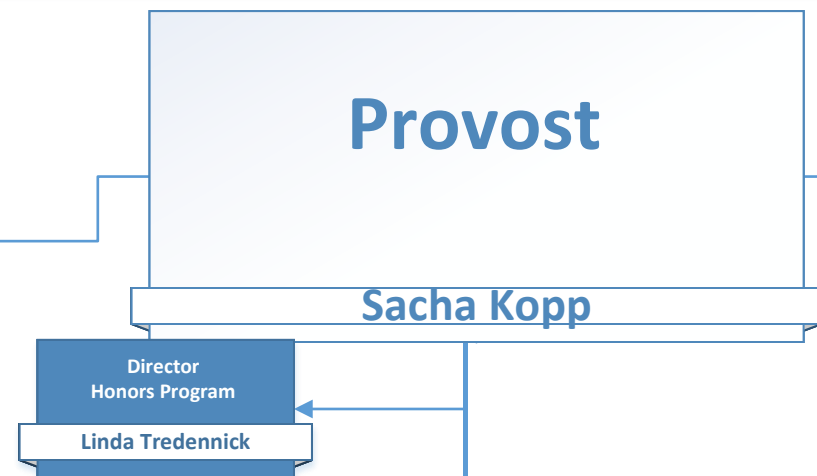 Provost
Sacha Kopp
Director
Honors Program
Linda Tredennick